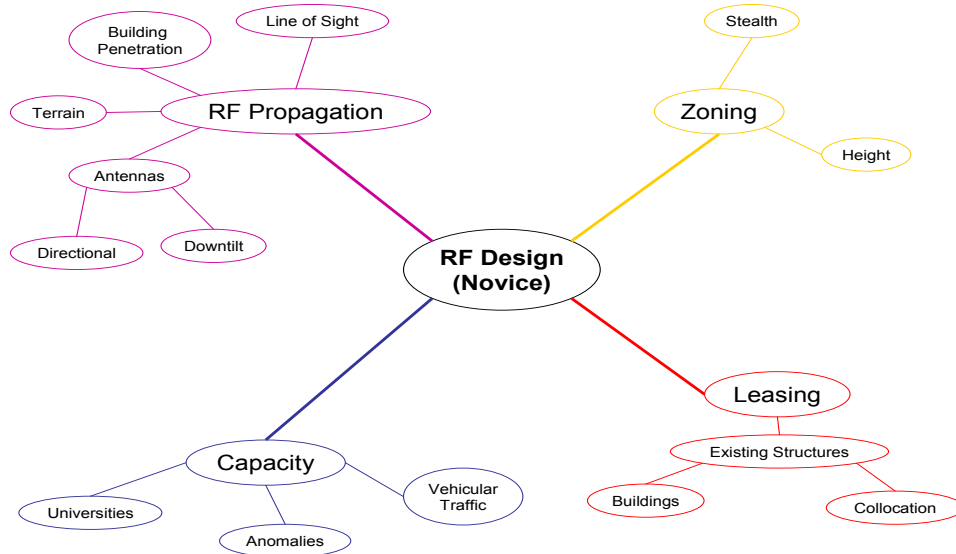 Building
Penetration
Line of Sight
Stealth
RF Propagation
Zoning
Terrain
Height
Antennas
Directional
Downtilt
RF Design
(Novice)
Leasing
Existing Structures
Buildings
Collocation
Capacity
Universities
Anomalies
Vehicular
Traffic